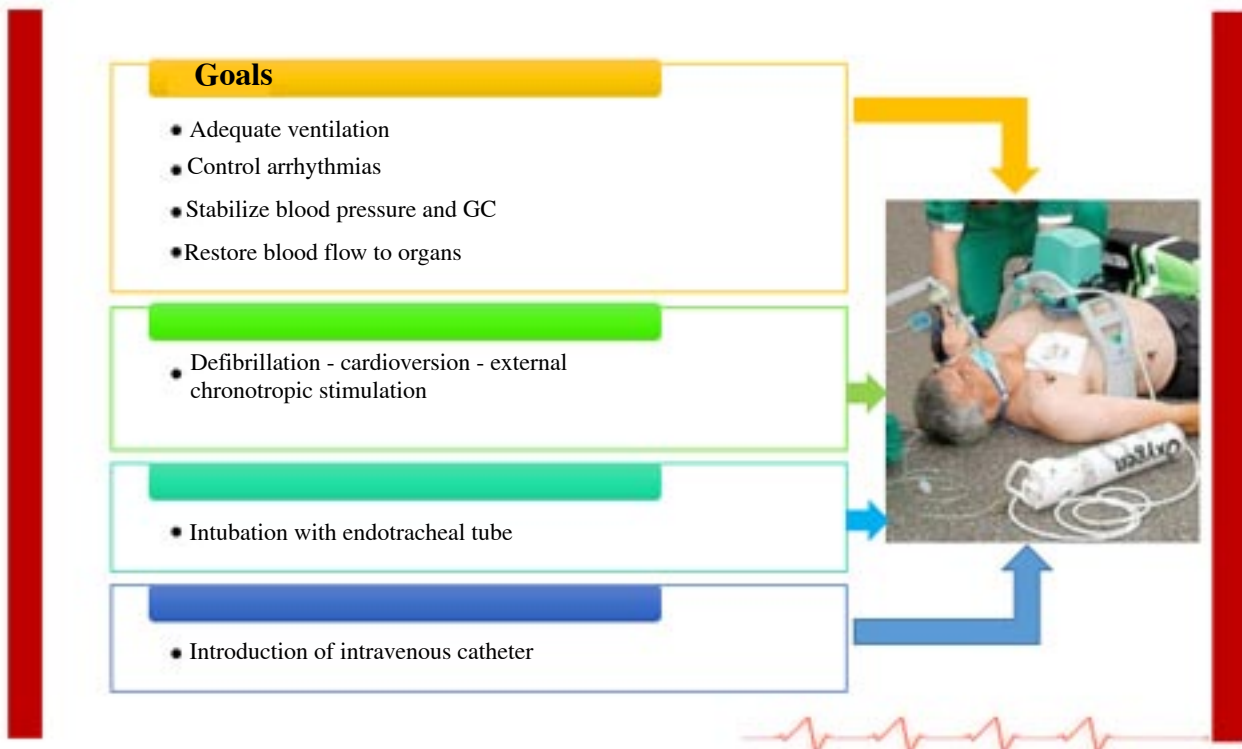 Goals
Adequate ventilation
Control arrhythmias
Stabilize blood pressure and GC
Restore blood flow to organs
Defibrillation - cardioversion - external
chronotropic stimulation
Intubation with endotracheal tube
Introduction of intravenous catheter
Oxygen